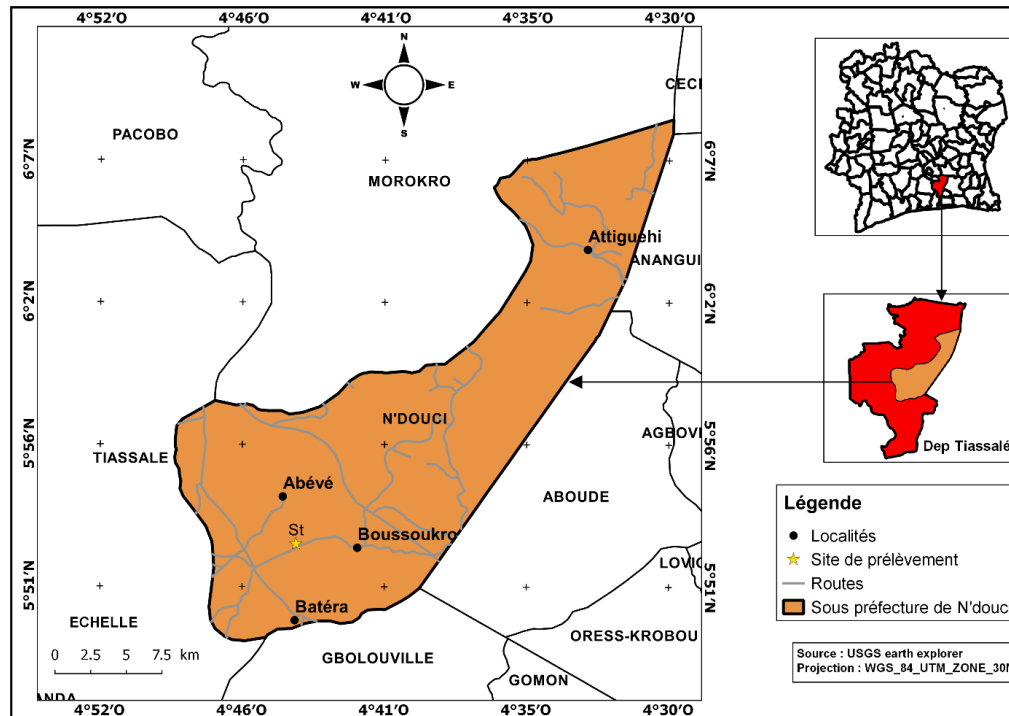 4°52′O 4°46′O 4°41′O 4°35′O 4°30′O
N
W E
S
CECI
PACOBO
6°7′N
6°7′N
MOROKRO
Attiguéhi
ANANGUI
6°2′N
6°2′N
N'DOUCI
5°56′N
5°56′N
AGBOVI
TIASSALE
Abévé
ABOUDE
St
Boussoukro
LOVIG
5°51′N
5°51′N
Batéra
ECHELLE
ORESS-KROBOU
0 2.5 5 7.5 km
GBOLOUVILLE
GOMON
ANDA
4°52′O 4°46′O 4°41′O 4°35′O 4°30′O
Dep Tiassalé
Légende
Localités
Site de prélèvement
Routes
Sous préfecture de N'douci
Source : USGS earth explorer
Projection : WGS_84_UTM_ZONE_30N